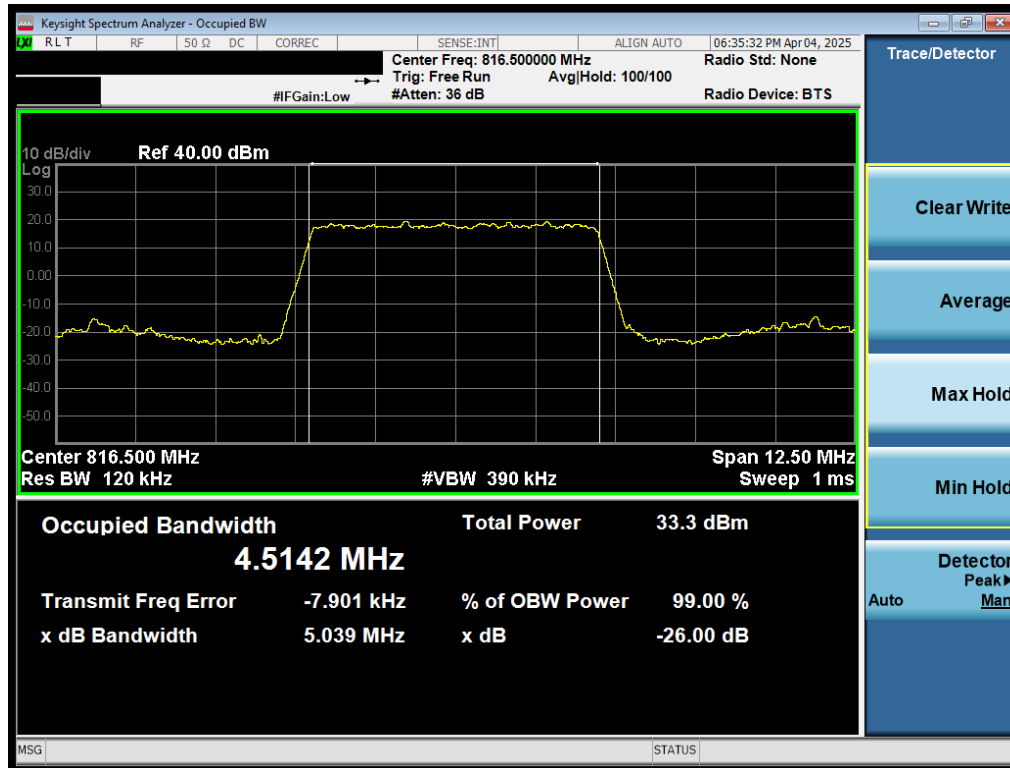 Keysight Spectrum Analyzer - Occupied BW
LXI RLT RF 50 Ω DC CORREC SENSE:INT ALIGN AUTO 06:35:32 PM Apr 04, 2025
Center Freq: 816.500000 MHz Radio Std: None
Trig: Free Run Avg|Hold: 100/100
#IFGain:Low #Atten: 36 dB Radio Device: BTS
10 dB/div Ref 40.00 dBm
Log
30.0
20.0
10.0
0.00
-10.0
-20.0
-30.0
-40.0
-50.0
Center 816.500 MHz Span 12.50 MHz
Res BW 120 kHz #VBW 390 kHz Sweep 1 ms
Occupied Bandwidth Total Power 33.3 dBm
4.5142 MHz
Transmit Freq Error -7.901 kHz % of OBW Power 99.00 %
x dB Bandwidth 5.039 MHz x dB -26.00 dB
MSG STATUS
Trace/Detector
Clear Write
Average
Max Hold
Min Hold
Detector
Peak▶
Auto Man